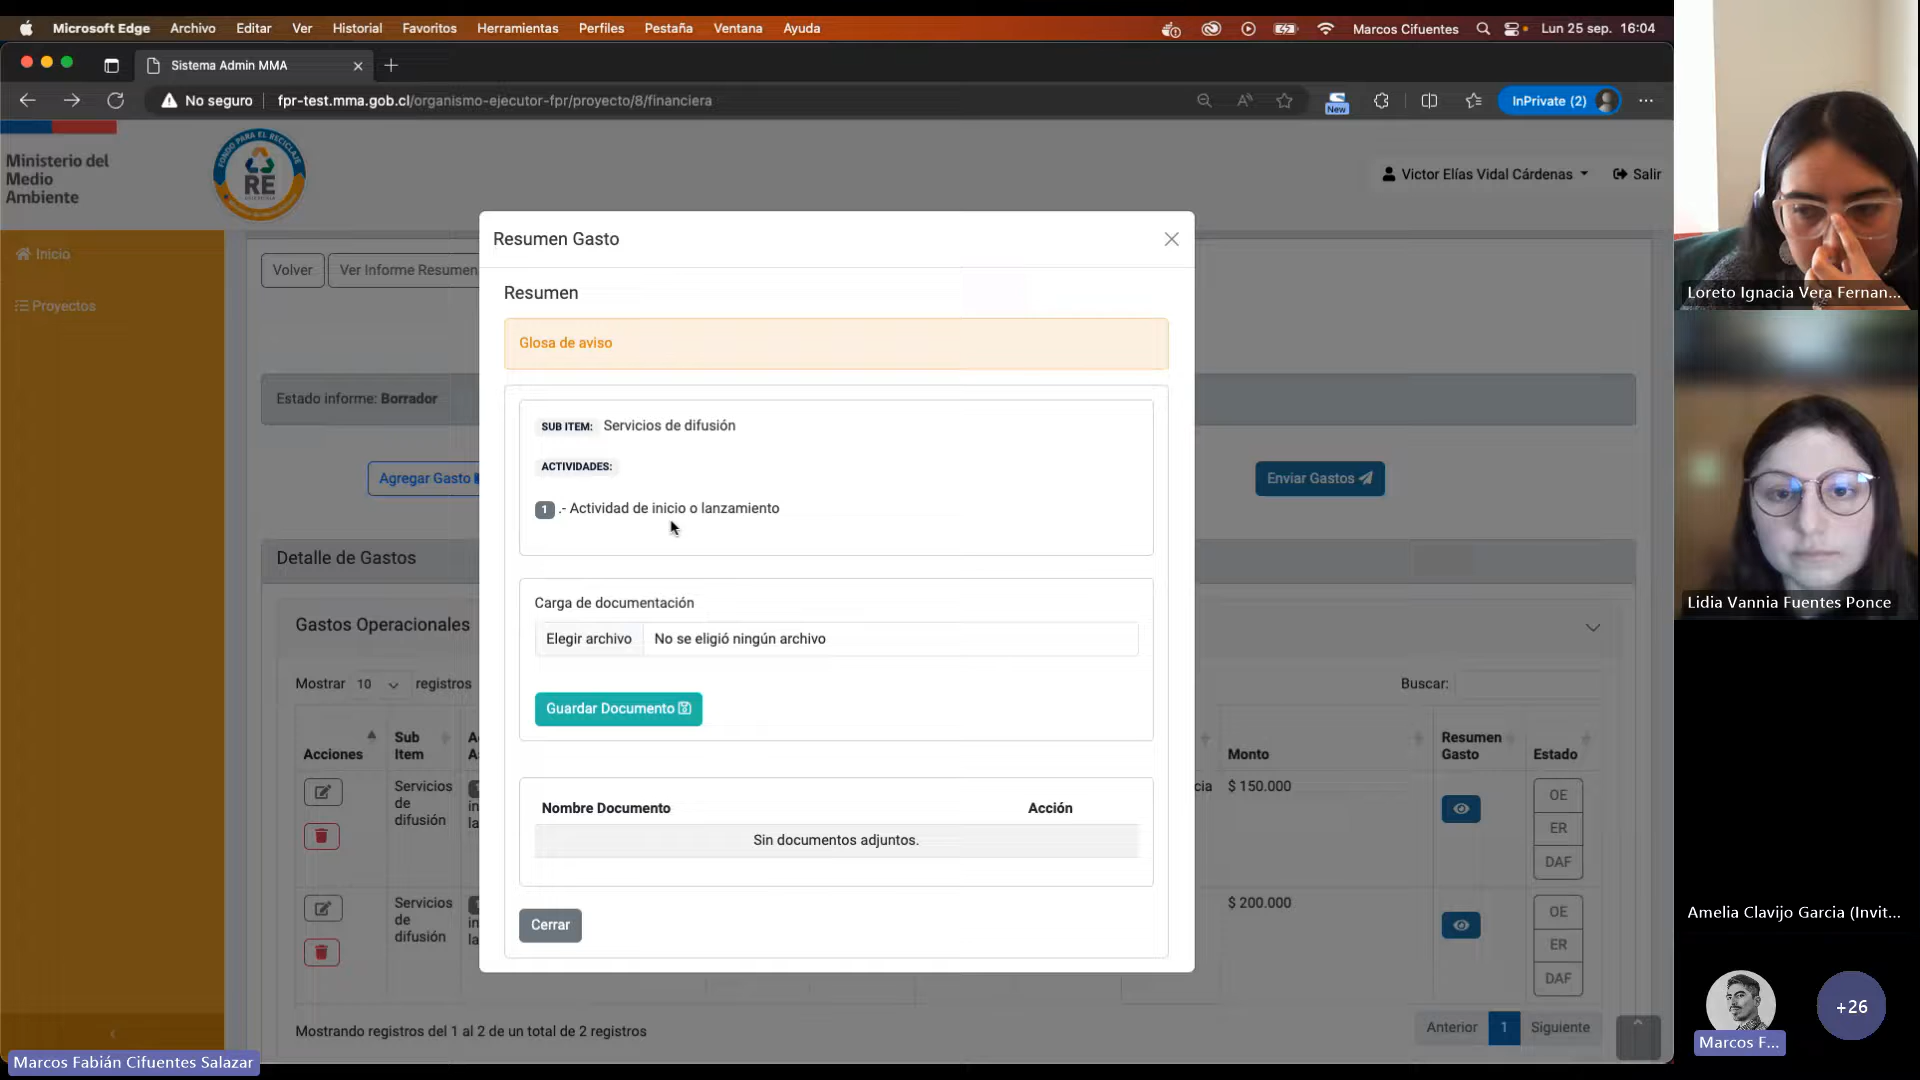 Microsoft Edge Archivo Editar Ver Historial Favoritos Herramientas Perfiles Pestaña Ventana Ayuda Marcos Cifuentes Lun 25 sep. 16:04
Sistema Admin MMA
No seguro fpr-test.mma.gob.cl/organismo-ejecutor-fpr/proyecto/8/financiera New InPrivate (2)
Ministerio del
Medio
Ambiente
FONDO PARA EL RECICLAJE
RE
Victor Elías Vidal Cárdenas Salir
Inicio
Proyectos
Volver Ver Informe Resumen
Estado informe: Borrador
Agregar Gasto
Enviar Gastos
Detalle de Gastos
Gastos Operacionales
Mostrar 10 registros
Buscar:
Acciones Sub Item Monto Resumen Gasto Estado
Servicios de difusión cia $ 150.000 OE ER DAF
Servicios de difusión $ 200.000 OE ER DAF
Mostrando registros del 1 al 2 de un total de 2 registros
Anterior 1 Siguiente
Resumen Gasto
Resumen
Glosa de aviso
SUB ITEM: Servicios de difusión
ACTIVIDADES:
1 .- Actividad de inicio o lanzamiento
Carga de documentación
Elegir archivo No se eligió ningún archivo
Guardar Documento
Nombre Documento Acción
Sin documentos adjuntos.
Cerrar
Marcos Fabián Cifuentes Salazar
Loreto Ignacia Vera Fernan...
Lidia Vannia Fuentes Ponce
Amelia Clavijo Garcia (Invit...
+26
Marcos F...